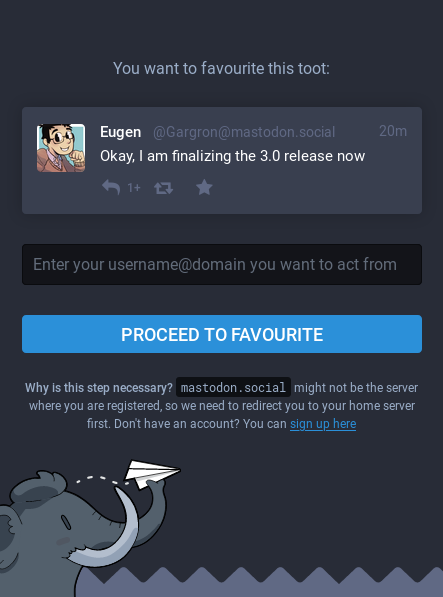 You want to favourite this toot:
Eugen @Gargron@mastodon.social 20m
Okay, I am finalizing the 3.0 release now
1+
Enter your username@domain you want to act from
PROCEED TO FAVOURITE
Why is this step necessary? mastodon.social might not be the server
where you are registered, so we need to redirect you to your home server
first. Don't have an account? You can sign up here